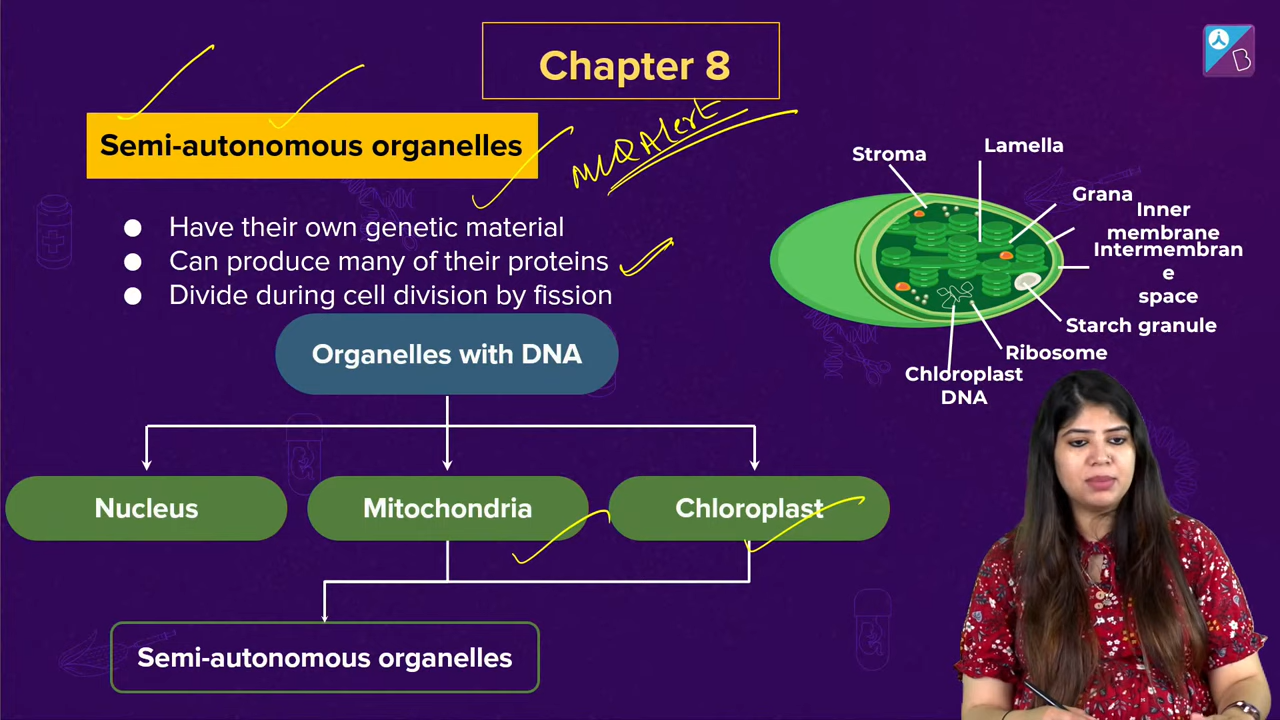 Chapter 8
Semi-autonomous organelles
MCQ Alert
● Have their own genetic material
● Can produce many of their proteins
● Divide during cell division by fission
Organelles with DNA
Nucleus
Mitochondria
Chloroplast
Semi-autonomous organelles
Stroma
Lamella
Grana
Inner
membrane
Intermembran
e
space
Starch granule
Ribosome
Chloroplast
DNA
B